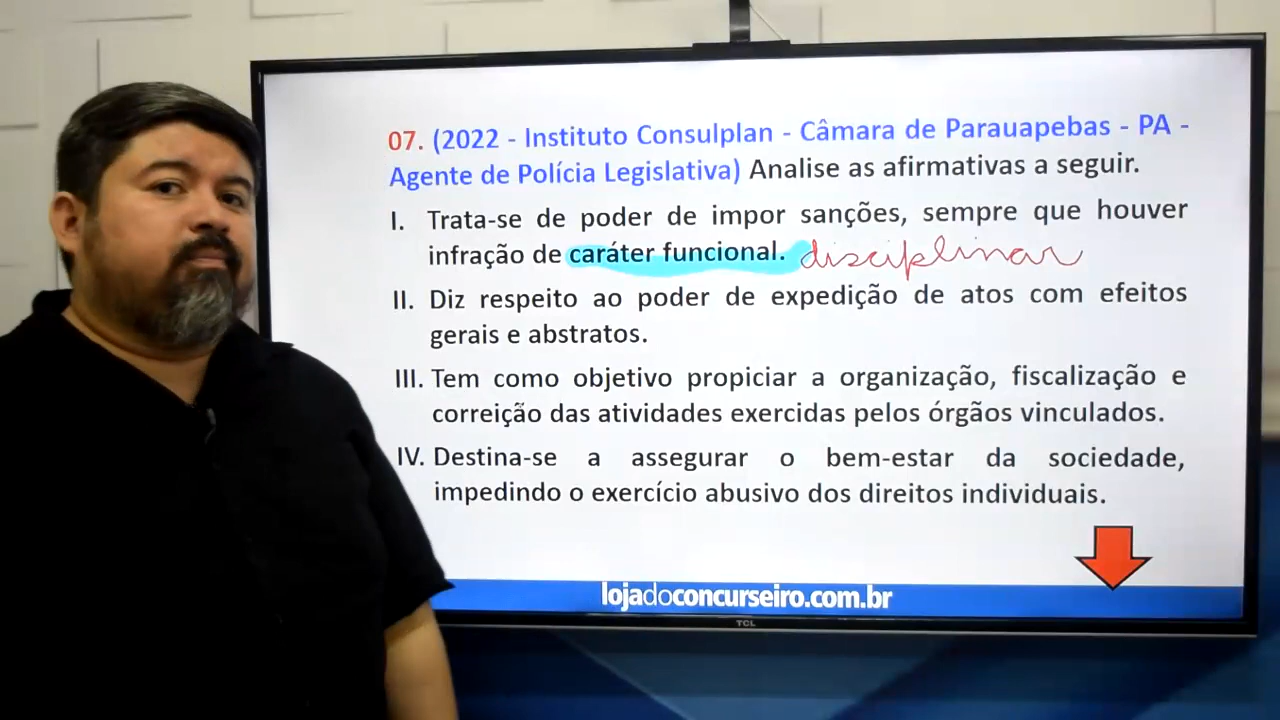 07. (2022 - Instituto Consulplan - Câmara de Parauapebas - PA -
Agente de Polícia Legislativa) Analise as afirmativas a seguir.
I. Trata-se de poder de impor sanções, sempre que houver
infração de caráter funcional. disciplinar
II. Diz respeito ao poder de expedição de atos com efeitos
gerais e abstratos.
III. Tem como objetivo propiciar a organização, fiscalização e
correição das atividades exercidas pelos órgãos vinculados.
IV. Destina-se a assegurar o bem-estar da sociedade,
impedindo o exercício abusivo dos direitos individuais.
lojadoconcurseiro.com.br
TCL